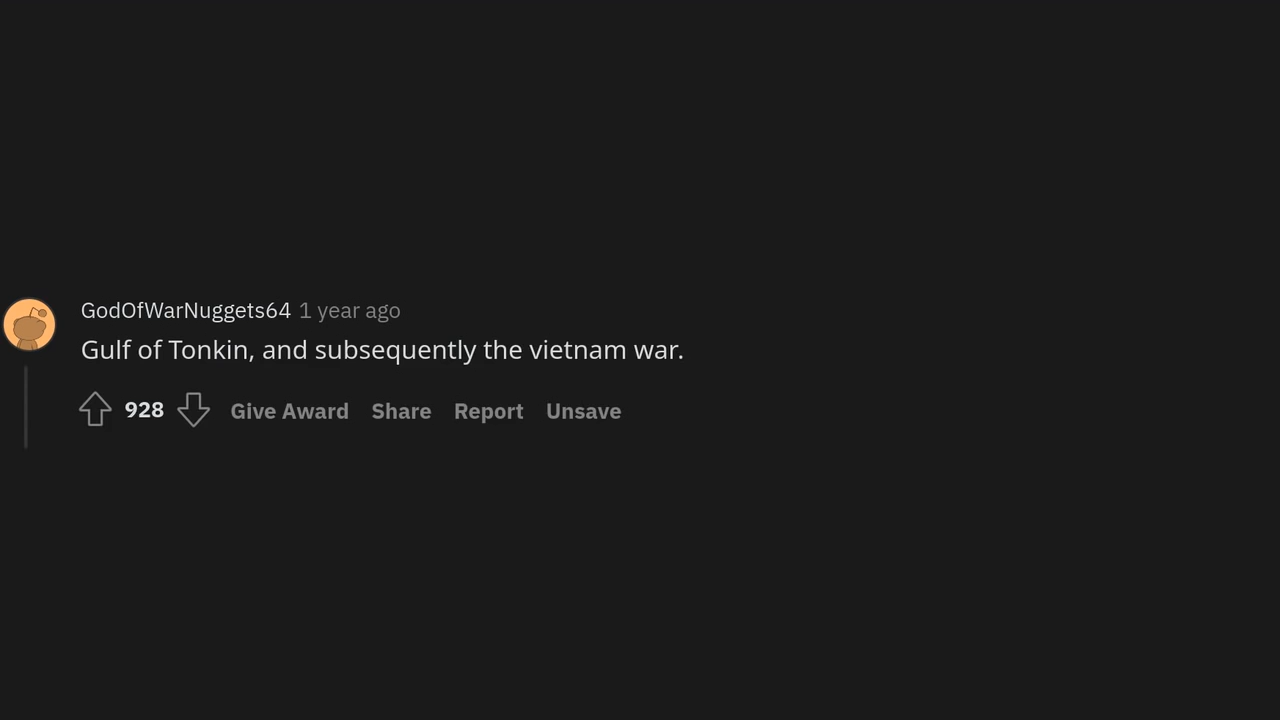 GodOfWarNuggets64 1 year ago
Gulf of Tonkin, and subsequently the vietnam war.
928 Give Award Share Report Unsave